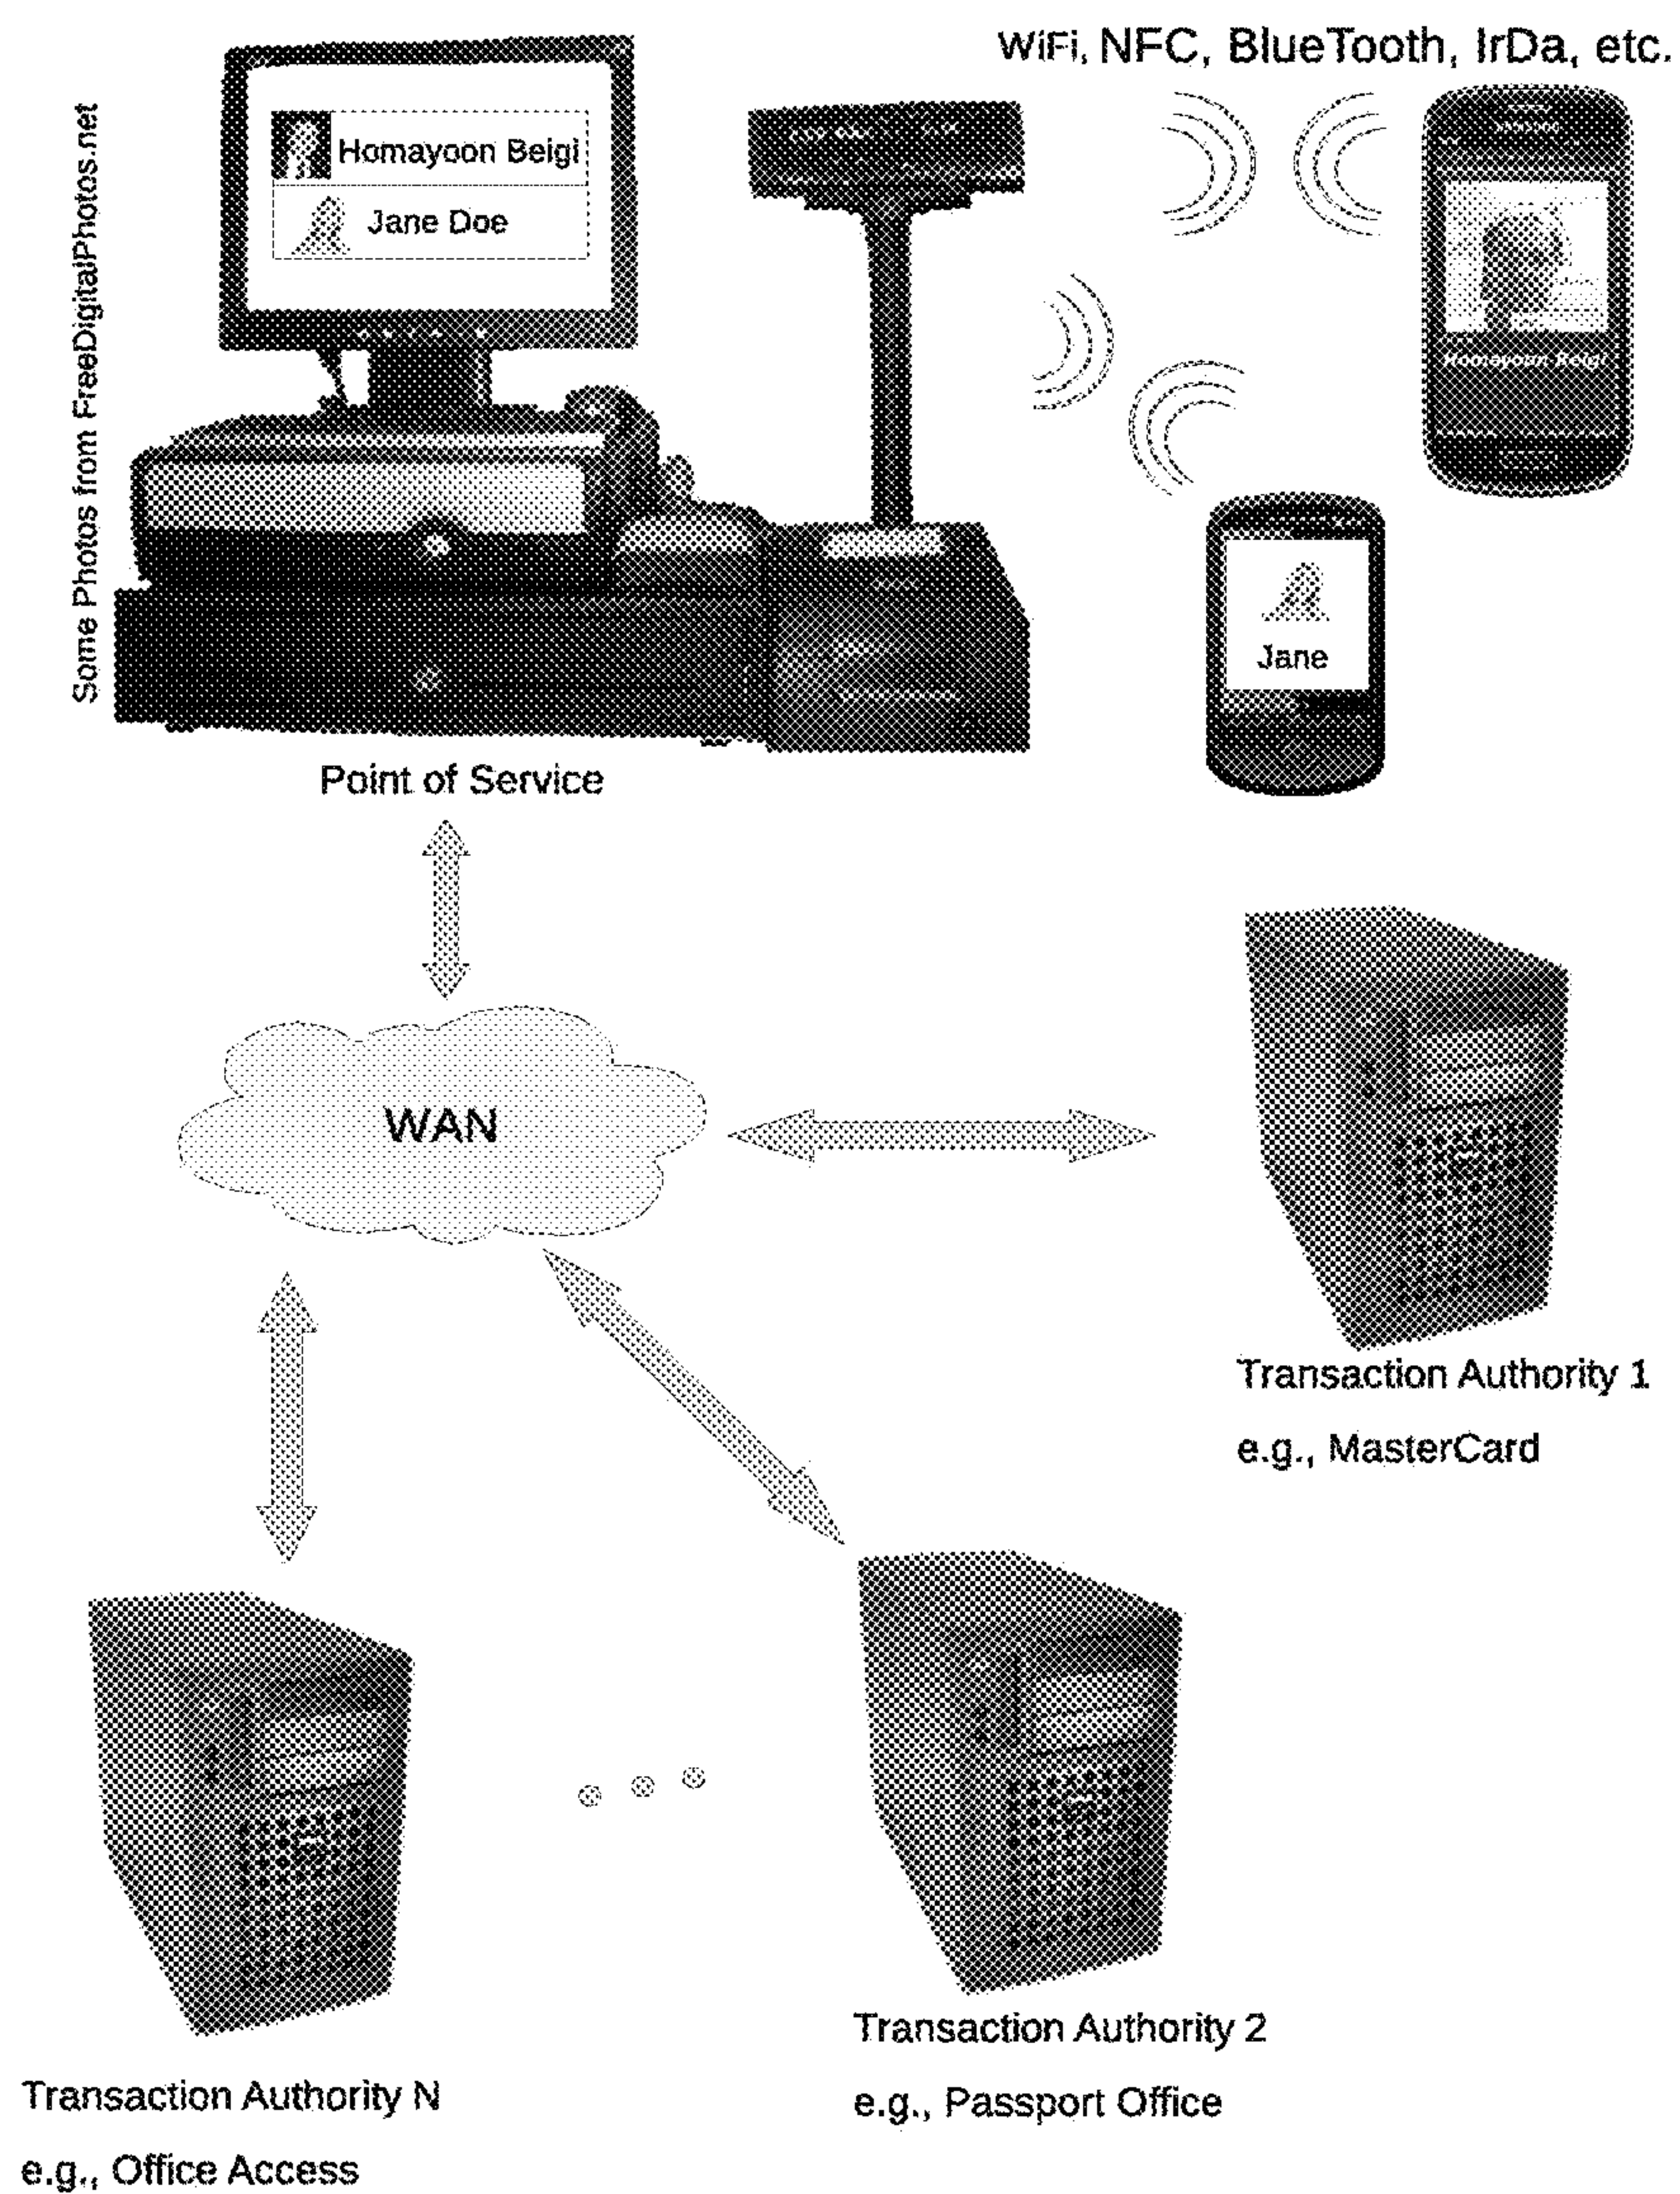 WiFi, NFC, BlueTooth, IrDa, etc.
Some Photos from FreeDigitalPhotos.net
Homayoon Beigi
Jane Doe
Homayoon Beigi
Jane
Point of Service
WAN
Transaction Authority 1
e.g., MasterCard
Transaction Authority 2
e.g., Passport Office
Transaction Authority N
e.g., Office Access